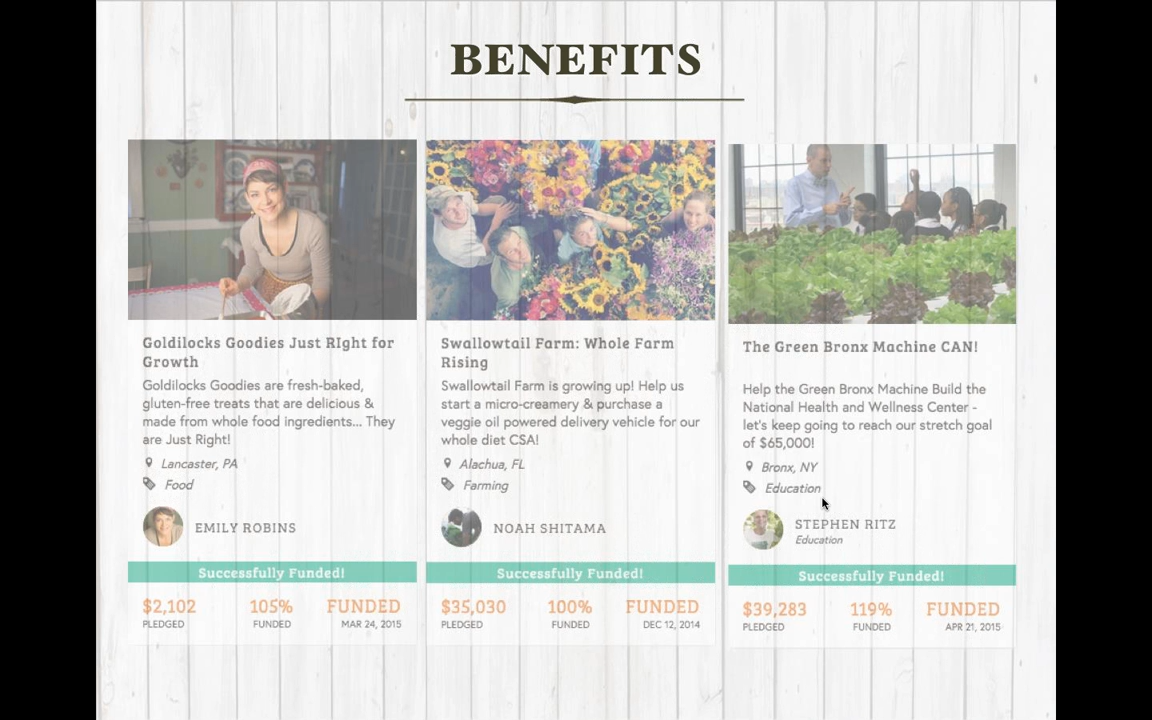 BENEFITS
Goldilocks Goodies Just RIght for
Growth
Goldilocks Goodies are fresh-baked,
gluten-free treats that are delicious &
made from whole food ingredients... They
are Just Right!
Lancaster, PA
Food
EMILY ROBINS
Successfully Funded!
$2,102 105% FUNDED
PLEDGED FUNDED MAR 24, 2015
Swallowtail Farm: Whole Farm
Rising
Swallowtail Farm is growing up! Help us
start a micro-creamery & purchase a
veggie oil powered delivery vehicle for our
whole diet CSA!
Alachua, FL
Farming
NOAH SHITAMA
Successfully Funded!
$35,030 100% FUNDED
PLEDGED FUNDED DEC 12, 2014
The Green Bronx Machine CAN!
Help the Green Bronx Machine Build the
National Health and Wellness Center -
let's keep going to reach our stretch goal
of $65,000!
Bronx, NY
Education
STEPHEN RITZ
Education
Successfully Funded!
$39,283 119% FUNDED
PLEDGED FUNDED APR 21, 2015